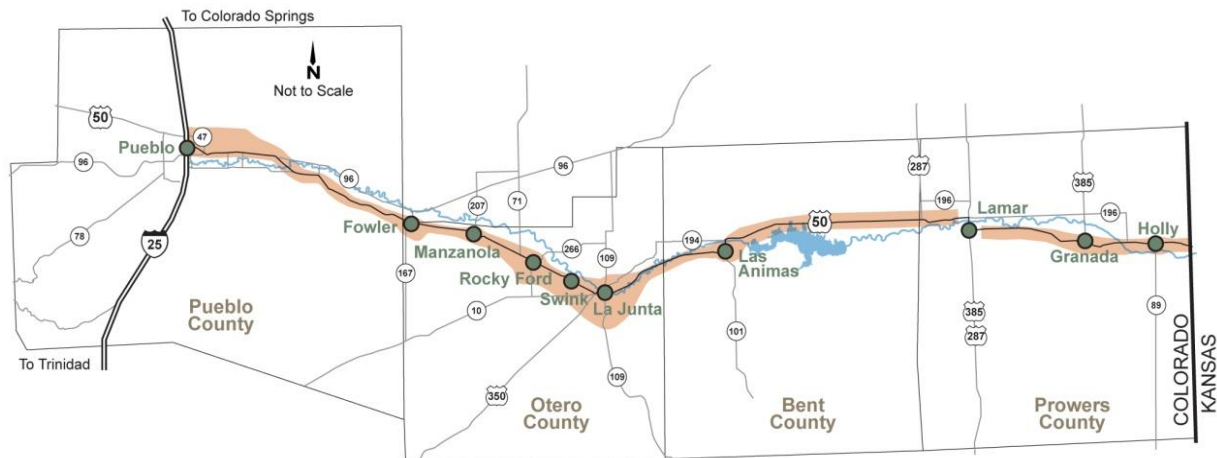 To Colorado Springs
N
Not to Scale
50
47
Pueblo
96
96
78
25
To Trinidad
Pueblo
County
Fowler
167
207
71
96
Manzanola
266
109
Rocky Ford
Swink
La Junta
10
350
109
194
Otero
County
Las
Animas
101
50
Bent
County
287
196
Lamar
385
196
Holly
Granada
385
287
89
Prowers
County
COLORADO
KANSAS